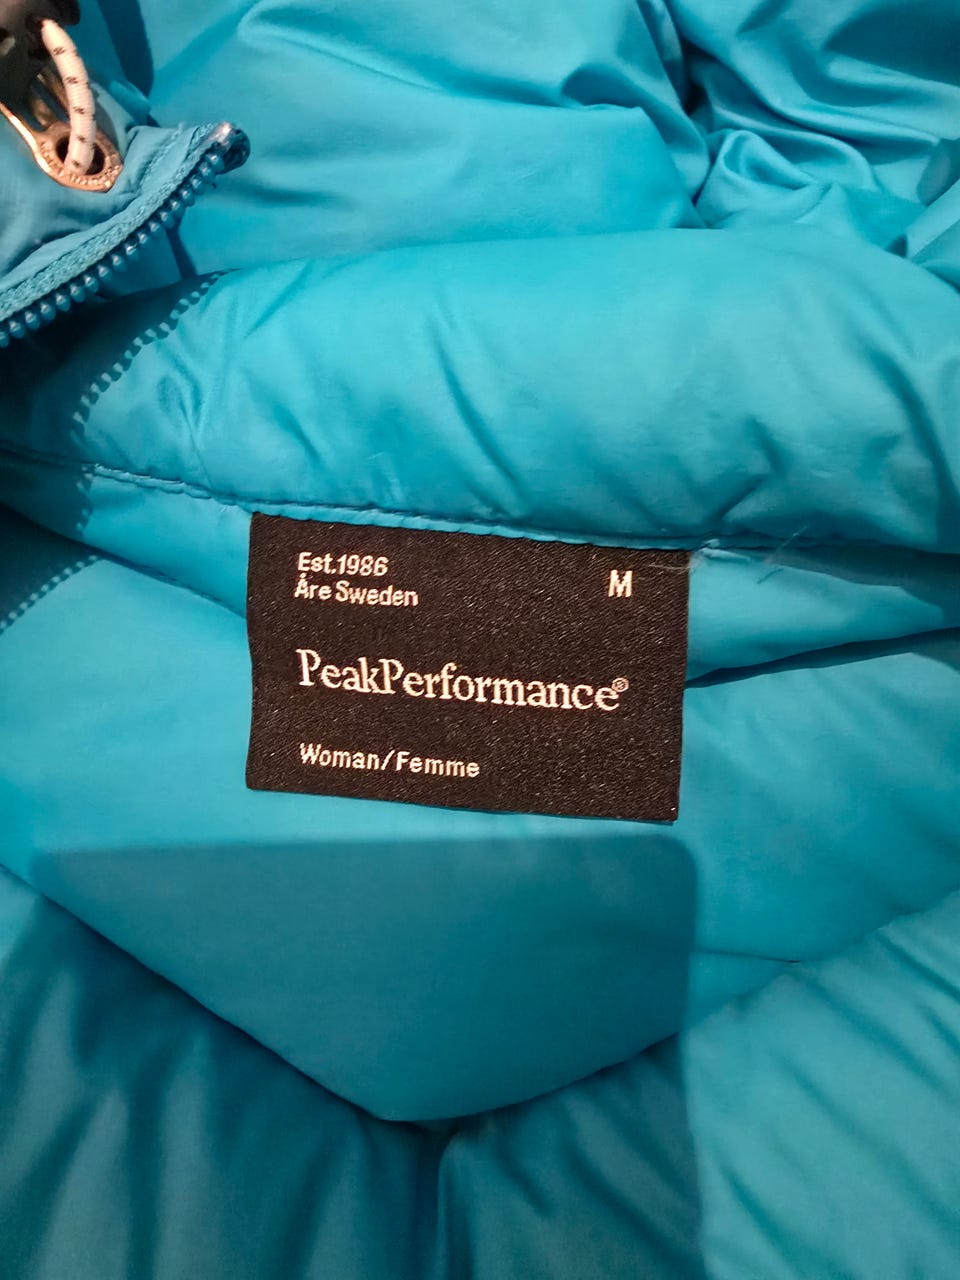 Est.1986
Åre Sweden
M
PeakPerformance®
Woman/Femme